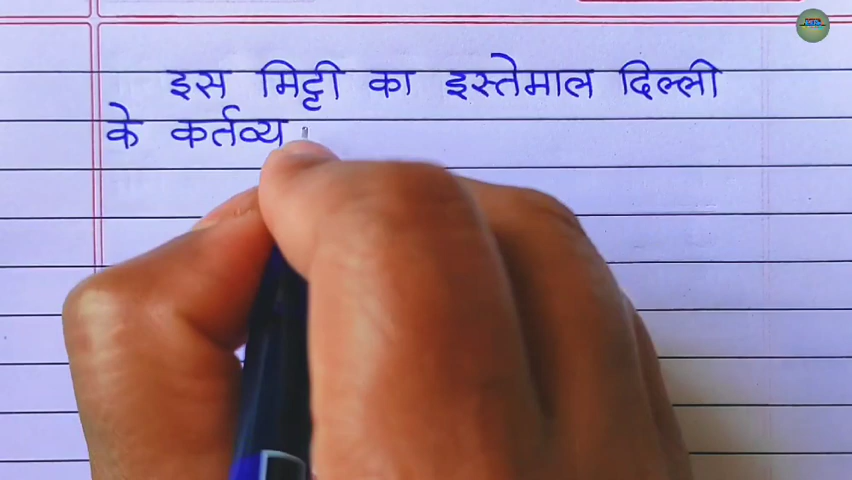 इस मिट्टी का इस्तेमाल दिल्ली
के कर्तव्य